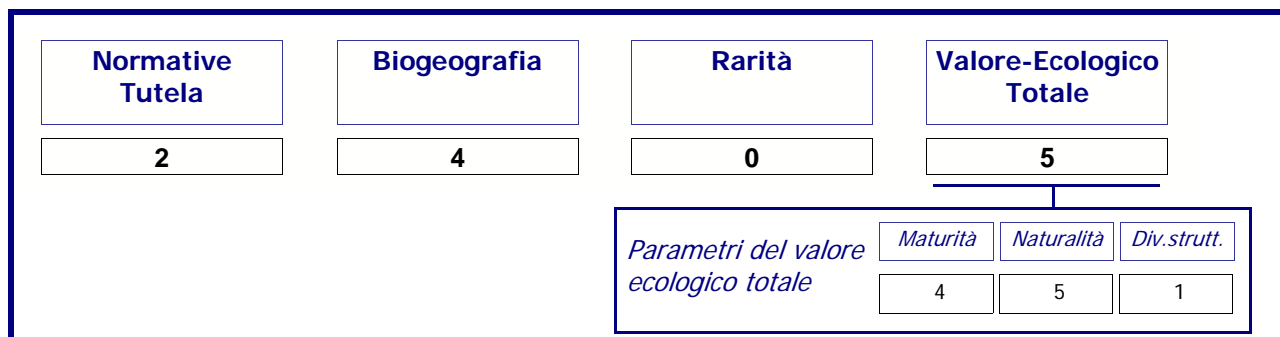 Normative
Tutela
Biogeografia
Rarità
Valore-Ecologico
Totale
2
4
0
5
Parametri del valore
ecologico totale
Maturità
Naturalità
Div.strutt.
4
5
1